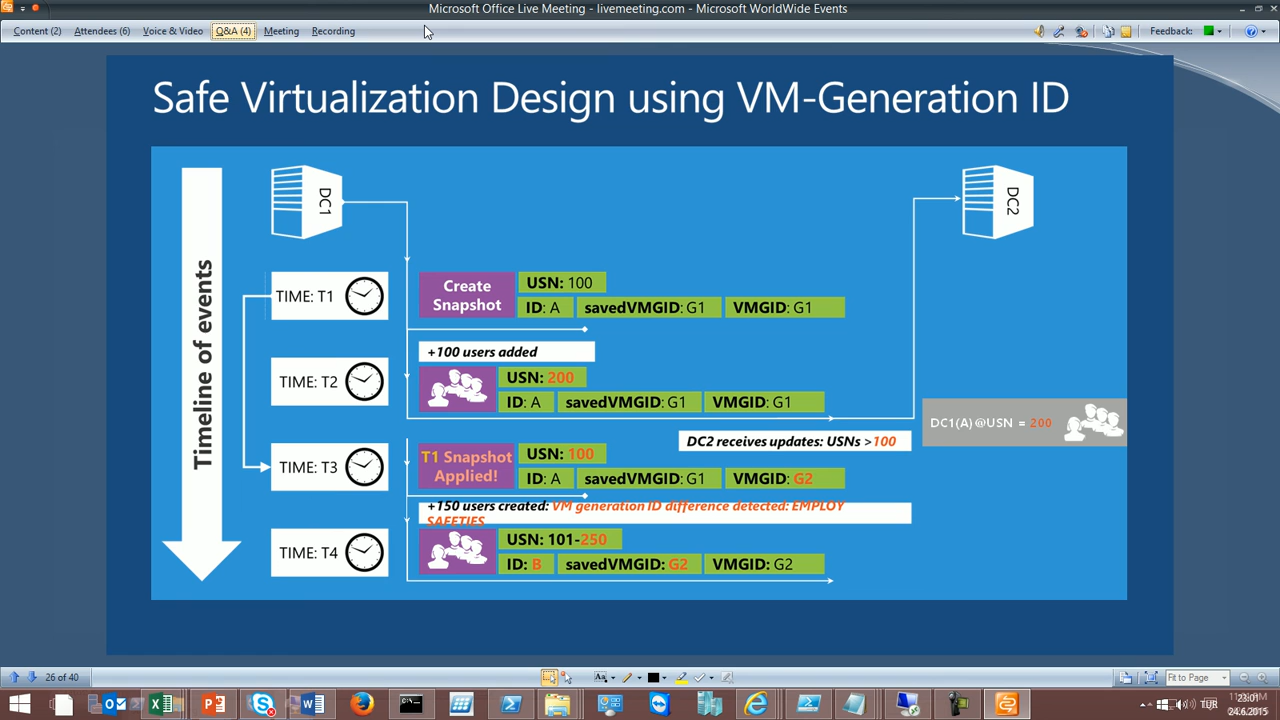 Microsoft Office Live Meeting - livemeeting.com - Microsoft WorldWide Events
Content (2) Attendees (6) Voice & Video Q&A (4) Meeting Recording Feedback:
Safe Virtualization Design using VM-Generation ID
Timeline of events
DC1
DC2
TIME: T1
Create
Snapshot
USN: 100
ID: A savedVMGID: G1 VMGID: G1
+100 users added
TIME: T2
USN: 200
ID: A savedVMGID: G1 VMGID: G1
DC1(A)@USN = 200
DC2 receives updates: USNs >100
TIME: T3
T1 Snapshot
Applied!
USN: 100
ID: A savedVMGID: G1 VMGID: G2
+150 users created: VM generation ID difference detected: EMPLOY
SAFETIES
TIME: T4
USN: 101-250
ID: B savedVMGID: G2 VMGID: G2
26 of 40
Aa
Fit to Page
TUR
23:01
24.6.2015